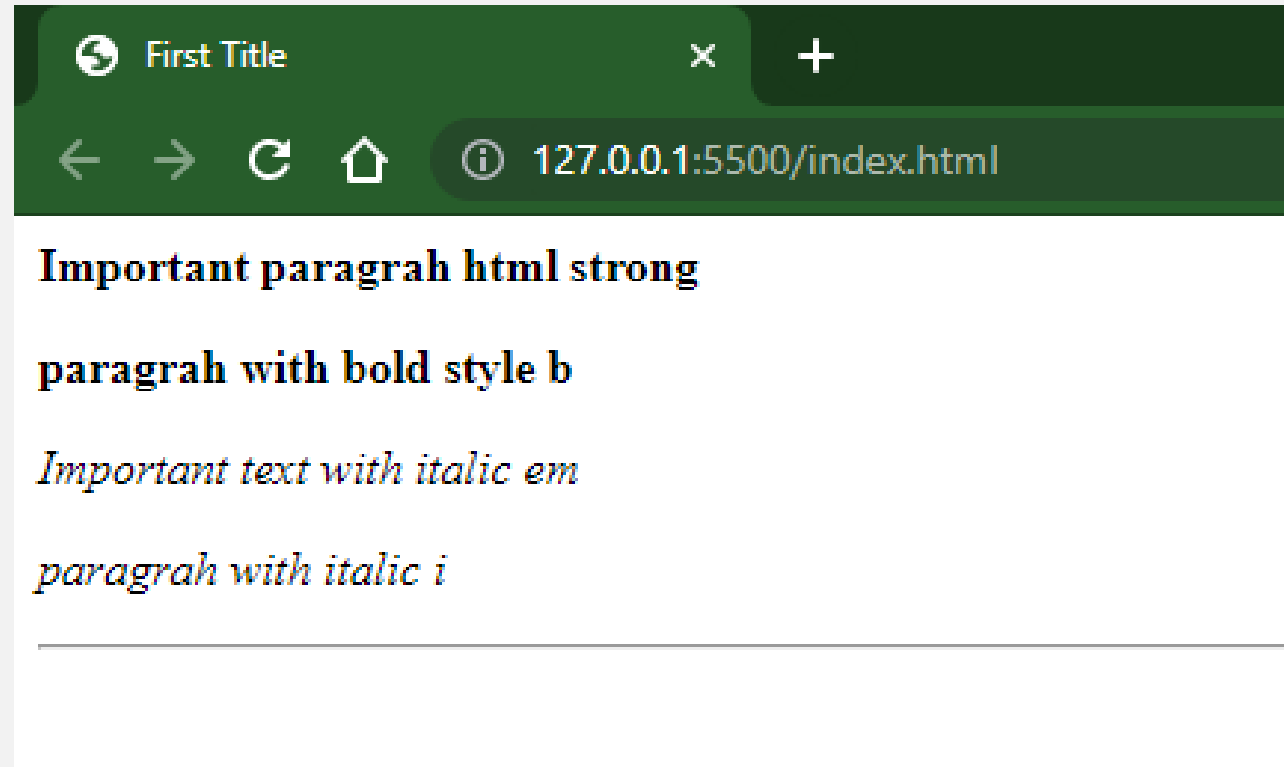 First Title
127.0.0.1:5500/index.html
Important paragrah html strong
paragrah with bold style b
Important text with italic em
paragrah with italic i